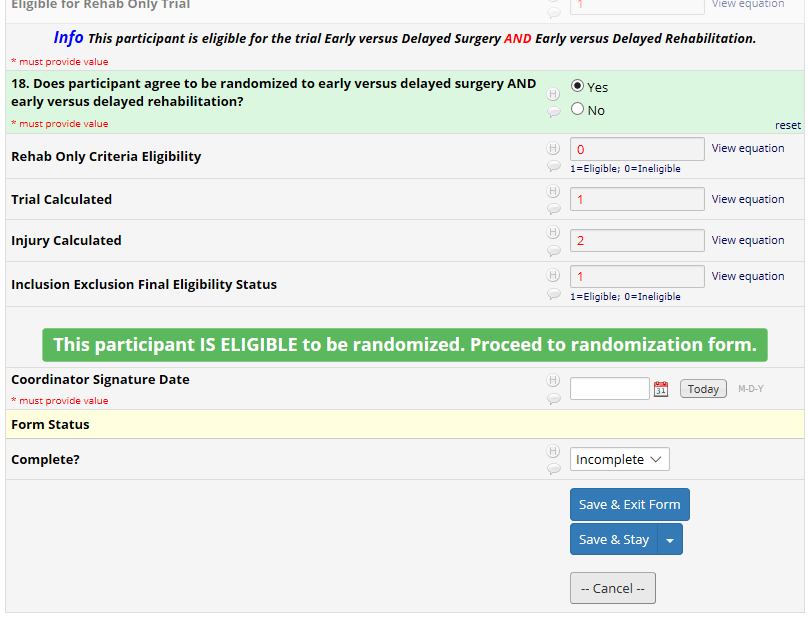 Eligible for Rehab Only Trial
1
View equation
Info This participant is eligible for the trial Early versus Delayed Surgery AND Early versus Delayed Rehabilitation.
* must provide value
18. Does participant agree to be randomized to early versus delayed surgery AND
early versus delayed rehabilitation?
* must provide value
H
Yes
No
reset
Rehab Only Criteria Eligibility
H
0
View equation
1=Eligible; 0=Ineligible
Trial Calculated
H
1
View equation
Injury Calculated
H
2
View equation
Inclusion Exclusion Final Eligibility Status
H
1
View equation
1=Eligible; 0=Ineligible
This participant IS ELIGIBLE to be randomized. Proceed to randomization form.
Coordinator Signature Date
* must provide value
H
31
Today
M-D-Y
Form Status
Complete?
H
Incomplete
Save & Exit Form
Save & Stay
-- Cancel --